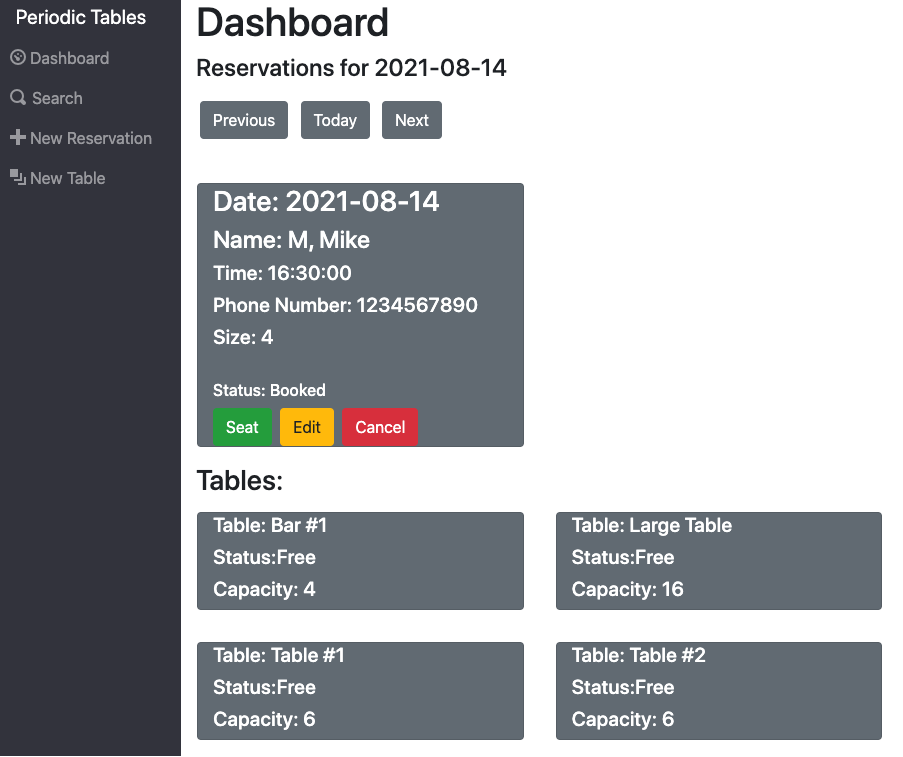 Periodic Tables
Dashboard
Search
New Reservation
New Table
Dashboard
Reservations for 2021-08-14
Previous Today Next
Date: 2021-08-14
Name: M, Mike
Time: 16:30:00
Phone Number: 1234567890
Size: 4
Status: Booked
Seat Edit Cancel
Tables:
Table: Bar #1
Status:Free
Capacity: 4
Table: Large Table
Status:Free
Capacity: 16
Table: Table #1
Status:Free
Capacity: 6
Table: Table #2
Status:Free
Capacity: 6